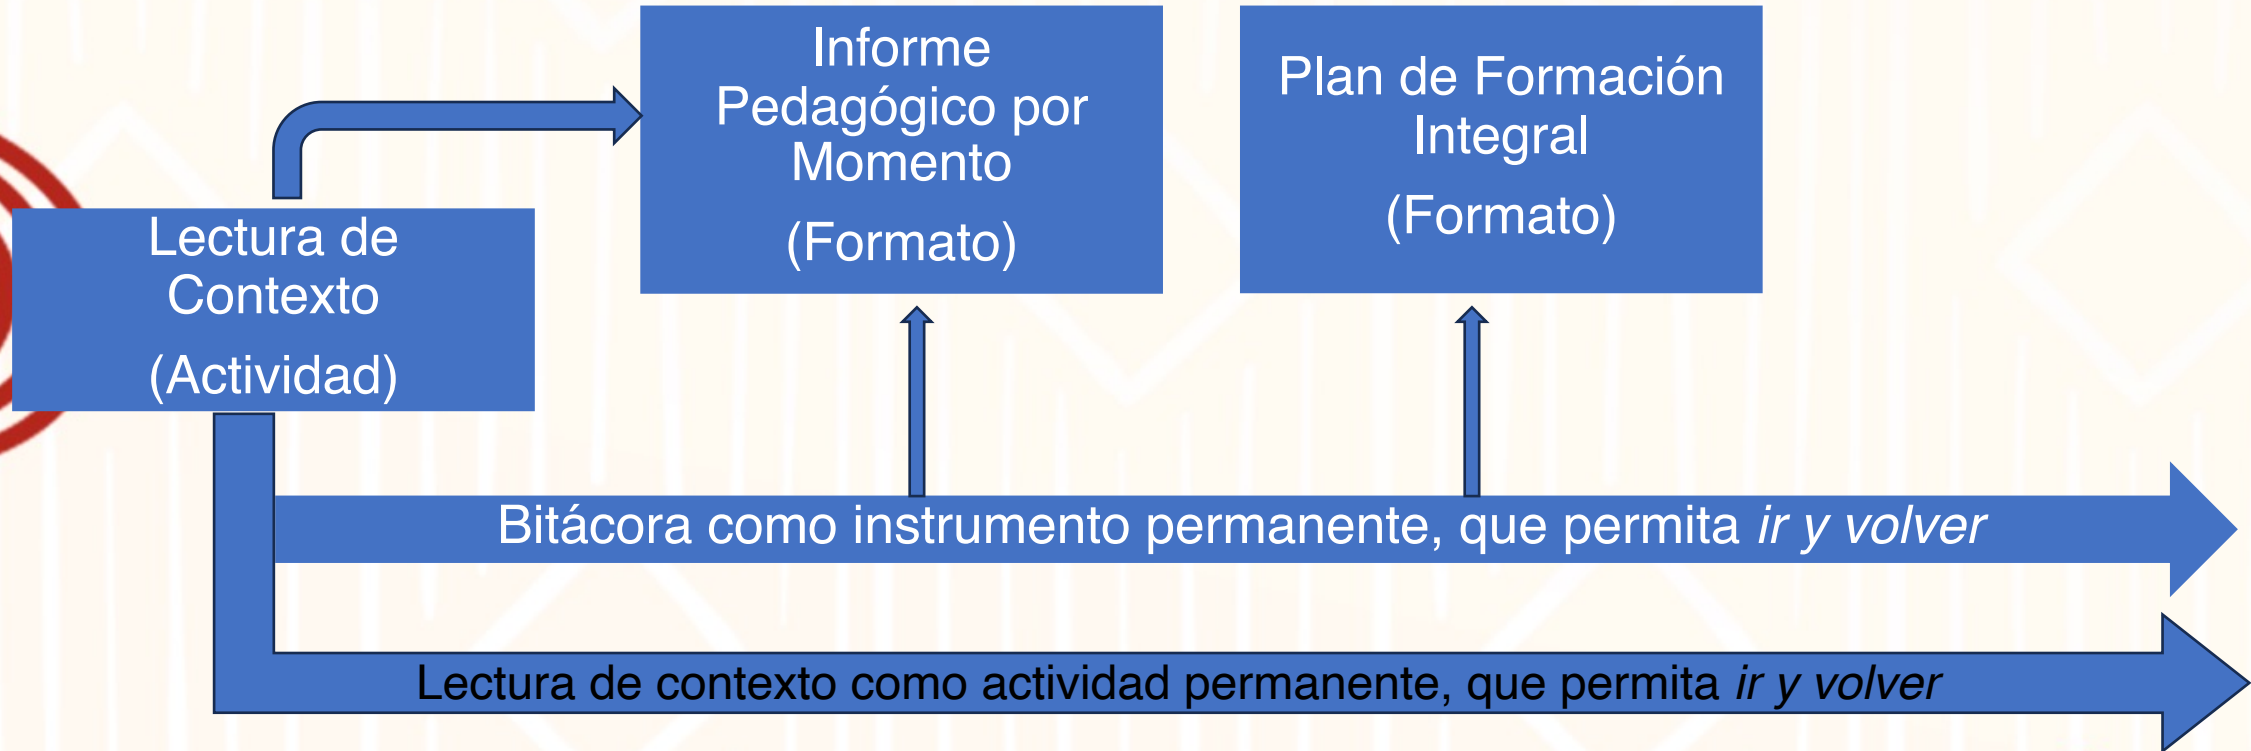 Informe
Pedagógico por
Momento
(Formato)
Plan de Formación
Integral
(Formato)
Lectura de
Contexto
(Actividad)
Bitácora como instrumento permanente, que permita ir y volver
Lectura de contexto como actividad permanente, que permita ir y volver